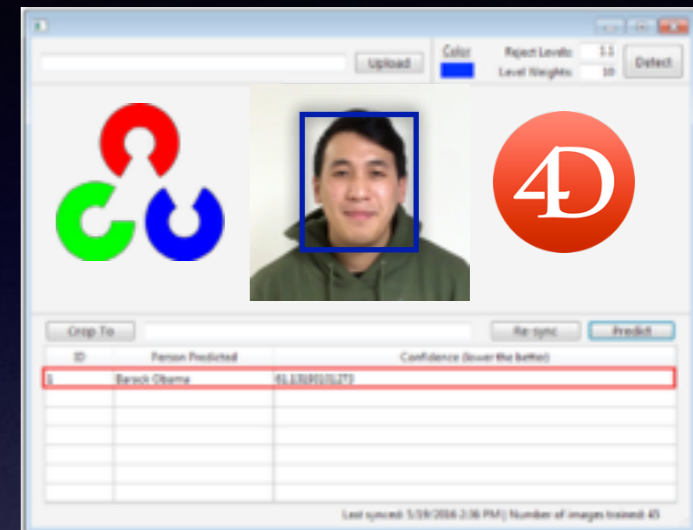 Upload
Color
Reject Levels: 1.1
Level Weights: 10
Detect
4D
Crop To
Re-sync
Predict
ID Person Predicted Confidence (lower the better)
1 Barack Obama
Last synced: 5/19/2016 2:36 PM | Number of images trained: 45